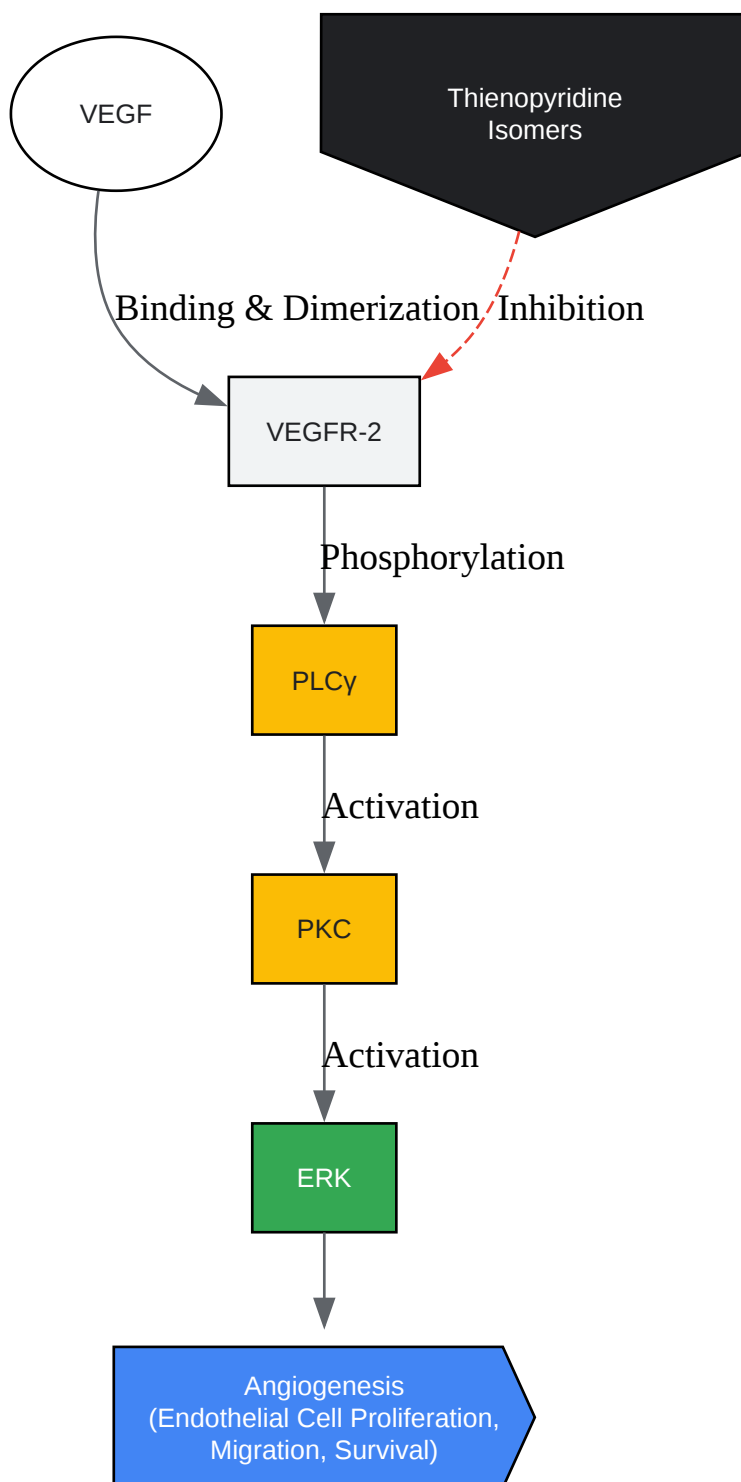 VEGF
Thienopyridine
Isomers
Binding & Dimerization
Inhibition
VEGFR-2
Phosphorylation
PLCγ
Activation
PKC
Activation
ERK
Angiogenesis
(Endothelial Cell Proliferation,
Migration, Survival)